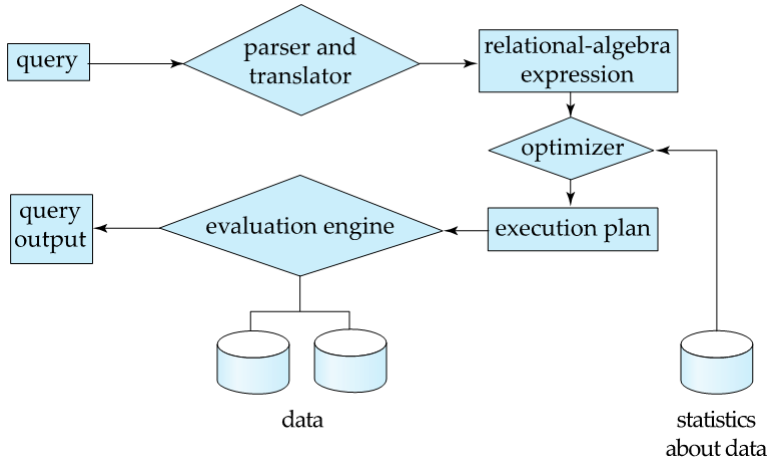 query
parser and
translator
relational-algebra
expression
optimizer
execution plan
evaluation engine
query
output
data
statistics
about data